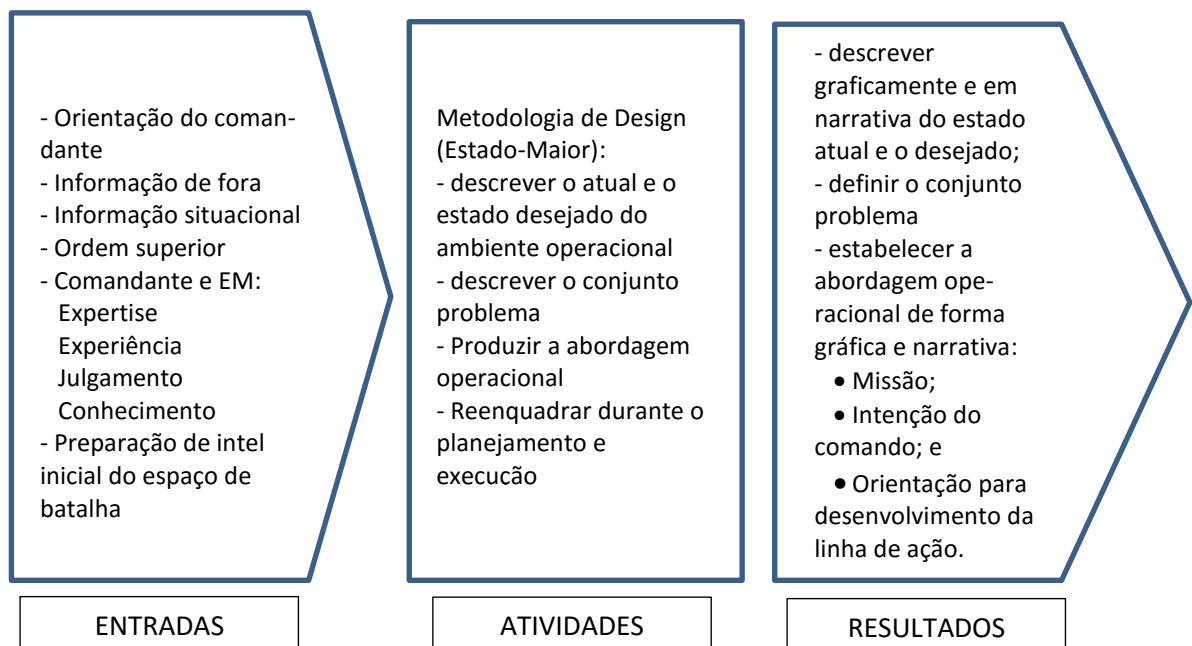 - Orientação do coman-
dante
- Informação de fora
- Informação situacional
- Ordem superior
- Comandante e EM:
Expertise
Experiência
Julgamento
Conhecimento
- Preparação de intel
inicial do espaço de
batalha
ENTRADAS
Metodologia de Design
(Estado-Maior):
- descrever o atual e o
estado desejado do
ambiente operacional
- descrever o conjunto
problema
- Produzir a abordagem
operacional
- Reenquadrar durante o
planejamento e
execucão
ATIVIDADES
- descrever
graficamente e em
narrativa do estado
atual e o desejado;
- definir o conjunto
problema
- estabelecer a
abordagem ope-
racional de forma
gráfica e narrativa:
• Missão;
• Intenção do
comando; e
• Orientação para
desenvolvimento da
linha de ação.
RESULTADOS